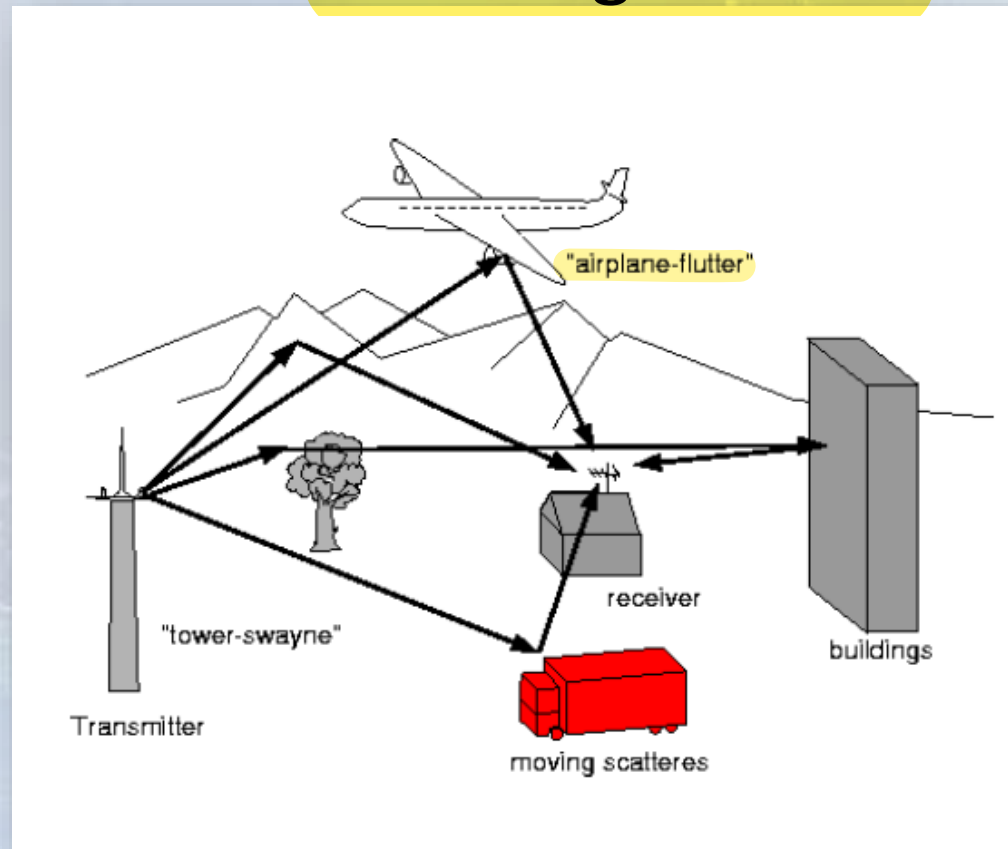 "airplane-flutter"
receiver
"tower-swayne"
buildings
Transmitter
moving scatteres